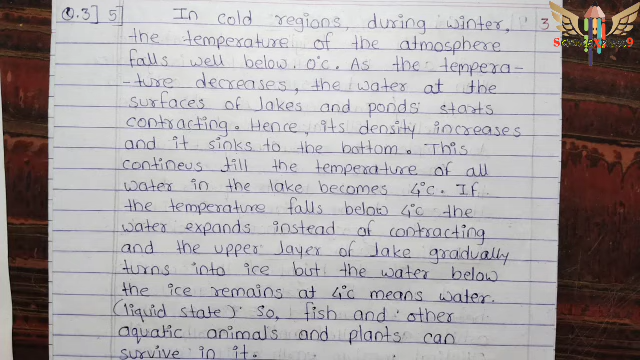 Q.3] 5] In cold regions, during winter, 3
the temperature of the atmosphere
falls well below 0°c. As the tempera-
-ture decreases, the water at the
surfaces of lakes and ponds starts
contracting. Hence, its density increases
and it sinks to the bottom. This
contineus till the temperature of all
water in the lake becomes 4°c. If
the temperature falls below 4°c the
water expands instead of contracting
and the upper layer of lake gradually
turns into ice but the water below
the ice remains at 4°c means water.
(liquid state). so, fish and other
aquatic animals and plants can
survive in it.